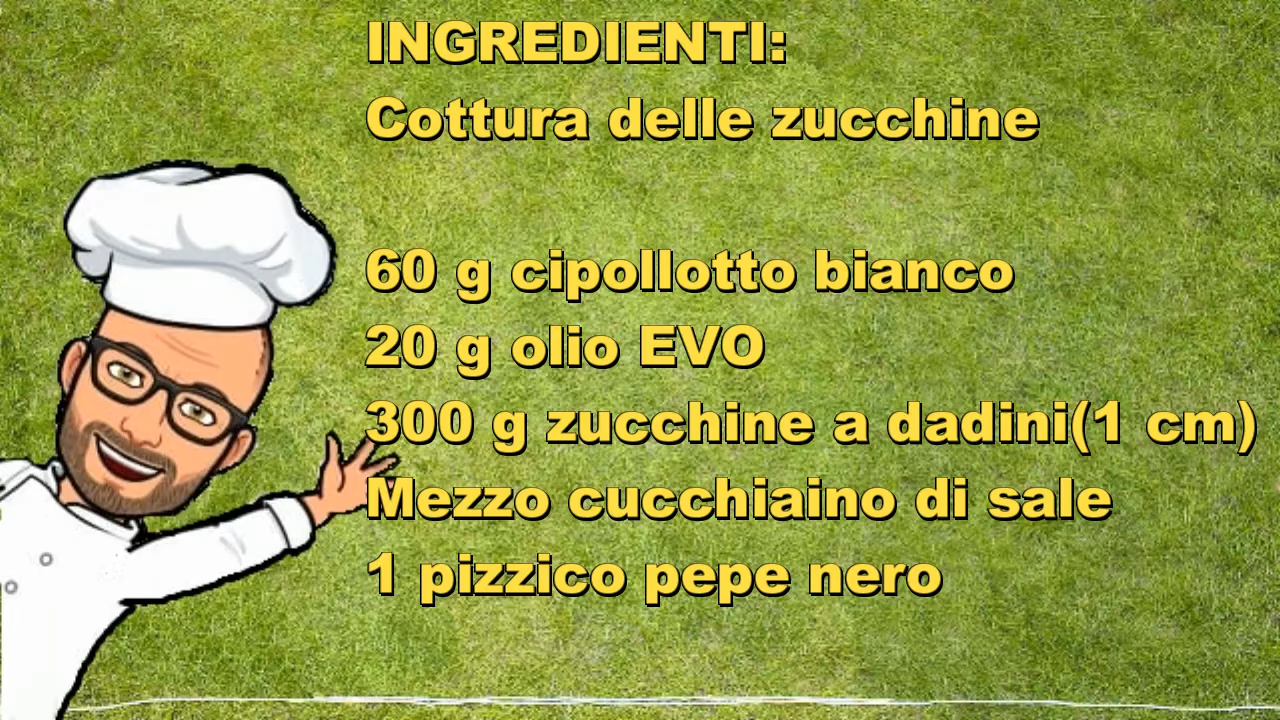 INGREDIENTI:
Cottura delle zucchine
60 g cipollotto bianco
20 g olio EVO
300 g zucchine a dadini(1 cm)
Mezzo cucchiaino di sale
1 pizzico pepe nero